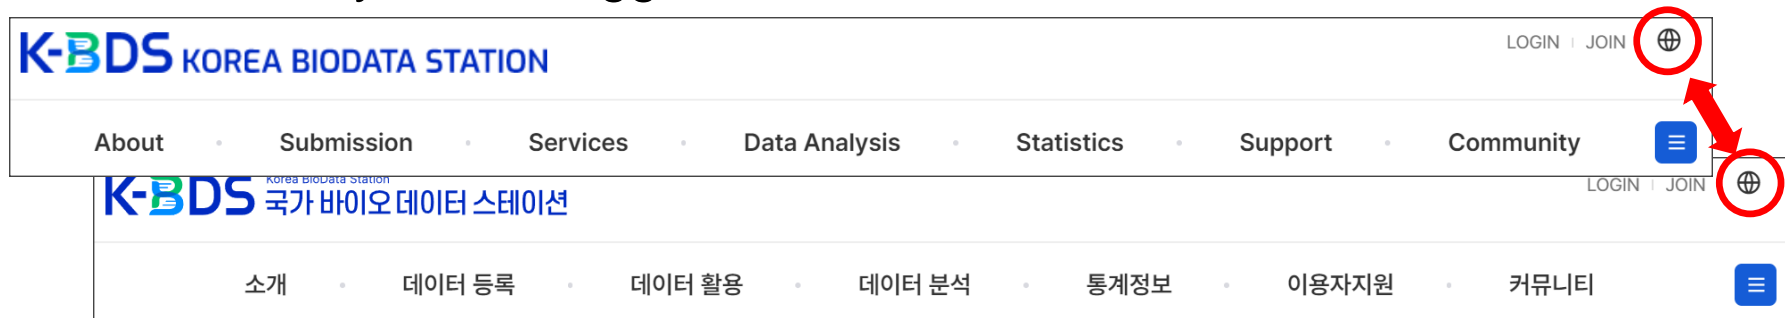 K-BDS KOREA BIODATA STATION
LOGIN JOIN
About Submission Services Data Analysis Statistics Support Community
K-BDS Korea BioData Station
국가 바이오 데이터 스테이션
LOGIN JOIN
소개 데이터 등록 데이터 활용 데이터 분석 통계정보 이용자지원 커뮤니티